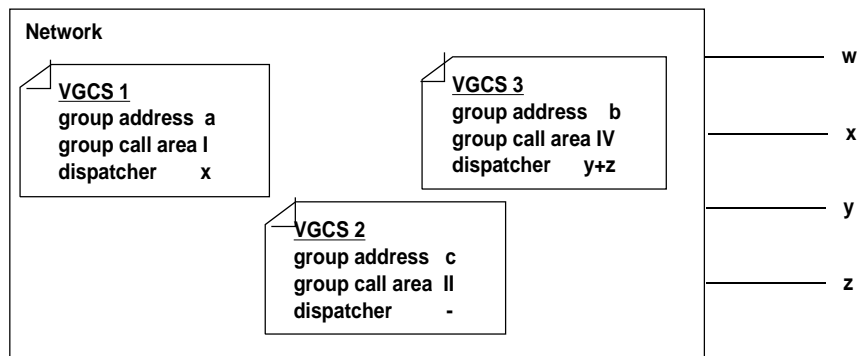 Network
VGCS 1
group address a
group call area I
dispatcher x
VGCS 3
group address b
group call area IV
dispatcher y+z
VGCS 2
group address c
group call area II
dispatcher -
w
x
y
z